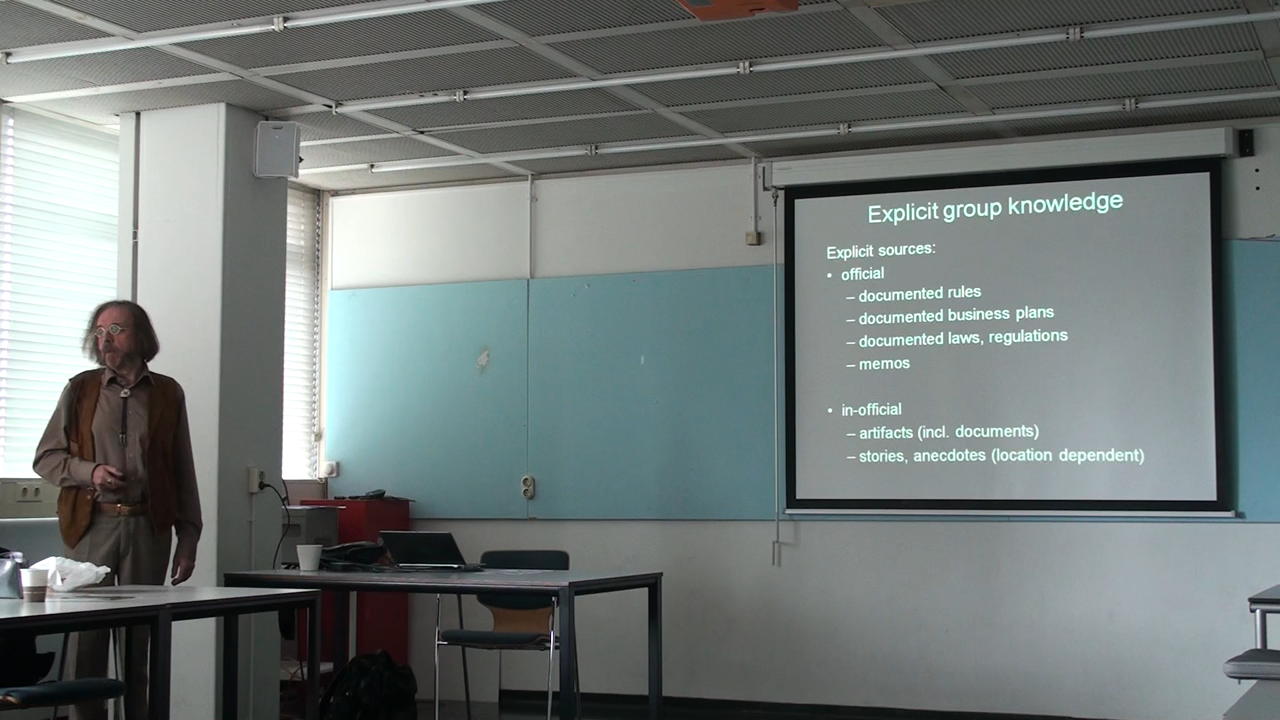 Explicit group knowledge
Explicit sources:
• official
– documented rules
– documented business plans
– documented laws, regulations
– memos
• in-official
– artifacts (incl. documents)
– stories, anecdotes (location dependent)